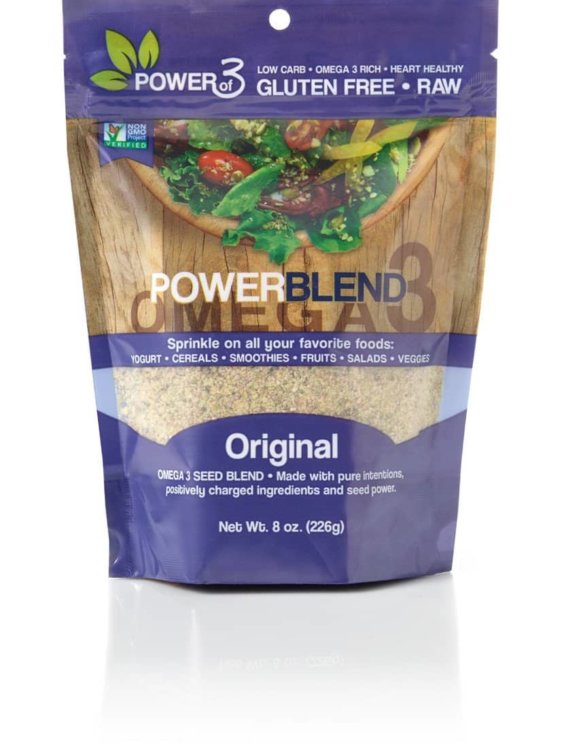 POWER of 3
LOW CARB • OMEGA 3 RICH • HEART HEALTHY
GLUTEN FREE • RAW
NON
GMO
Project
VERIFIED
POWERBLEND
OMEGA 3
Sprinkle on all your favorite foods:
YOGURT • CEREALS • SMOOTHIES • FRUITS • SALADS • VEGGIES
Original
OMEGA 3 SEED BLEND • Made with pure intentions,
positively charged ingredients and seed power.
Net Wt. 8 oz. (226g)